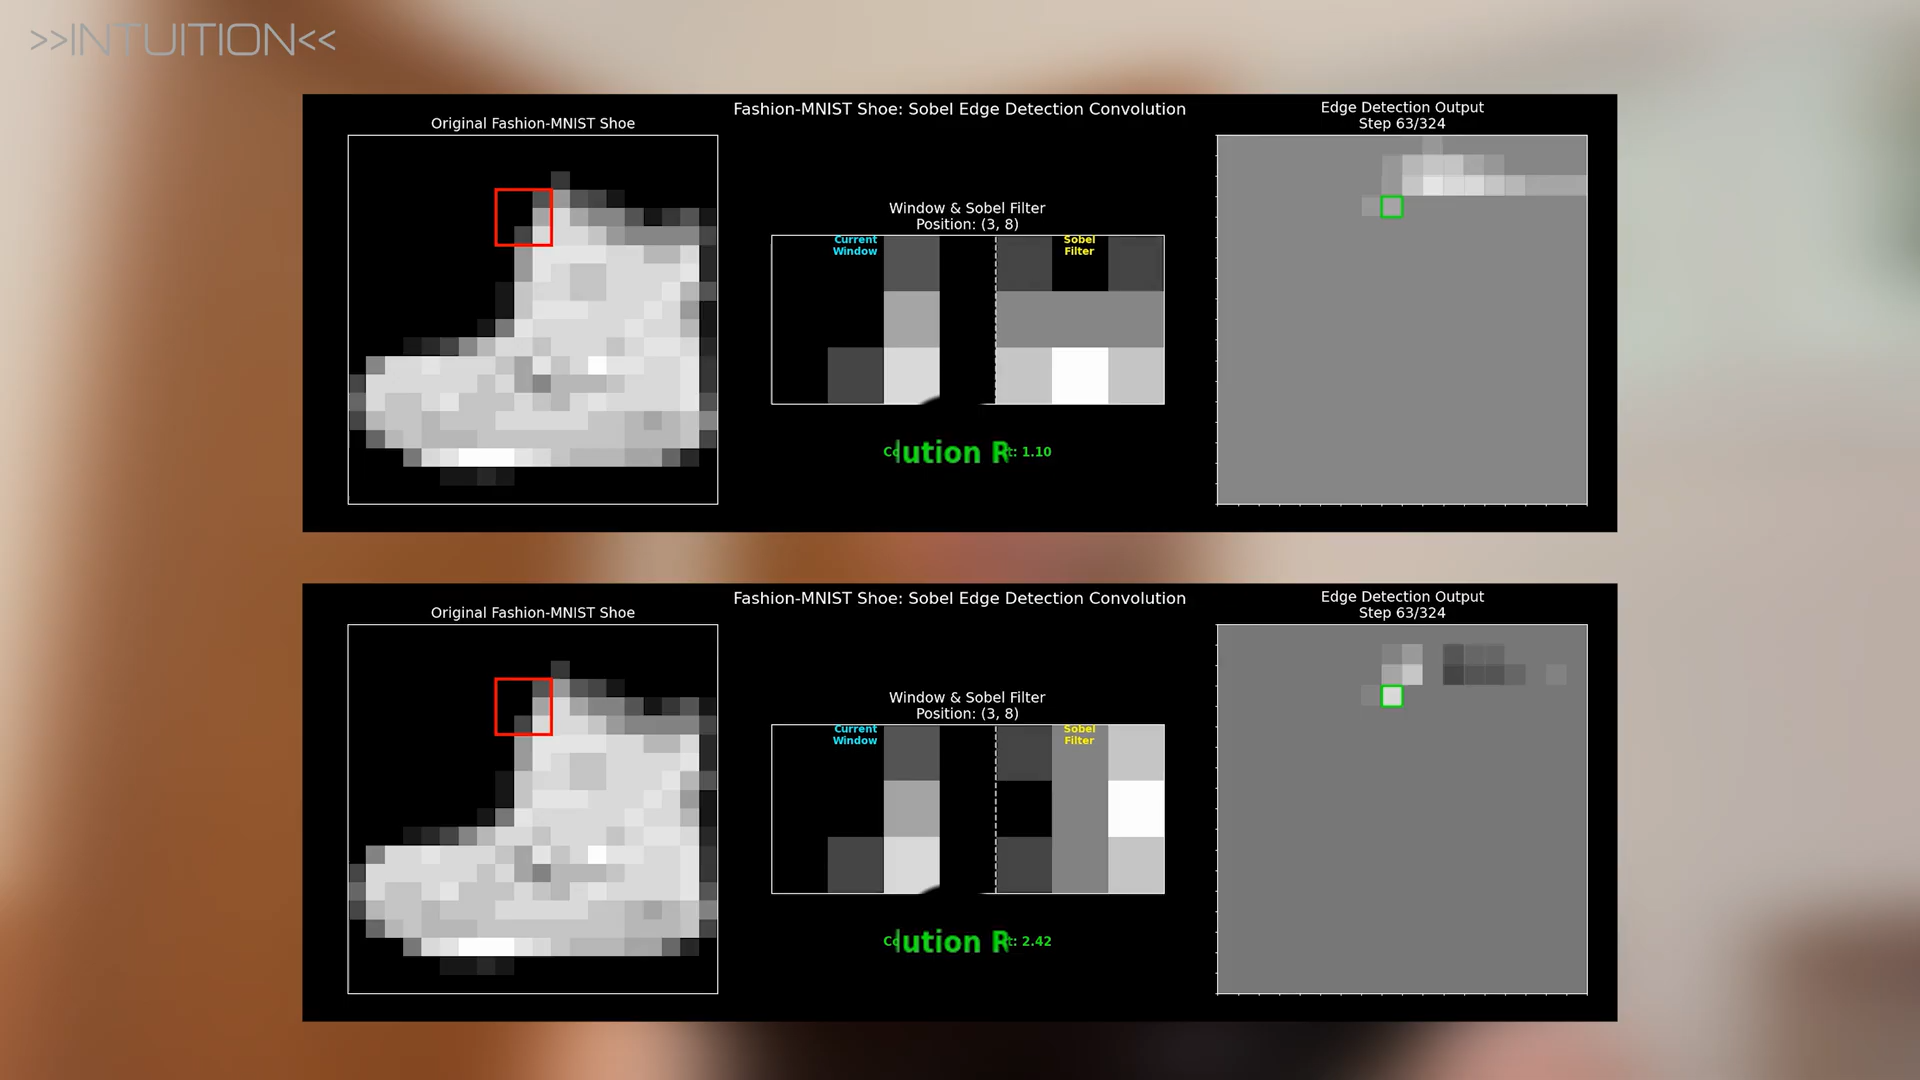 >>INTUITION<<
Fashion-MNIST Shoe: Sobel Edge Detection Convolution
Original Fashion-MNIST Shoe
Window & Sobel Filter
Position: (3, 8)
Current
Window
Sobel
Filter
lution R t: 1.10
Edge Detection Output
Step 63/324
Fashion-MNIST Shoe: Sobel Edge Detection Convolution
Original Fashion-MNIST Shoe
Window & Sobel Filter
Position: (3, 8)
Current
Window
Sobel
Filter
lution R t: 2.42
Edge Detection Output
Step 63/324